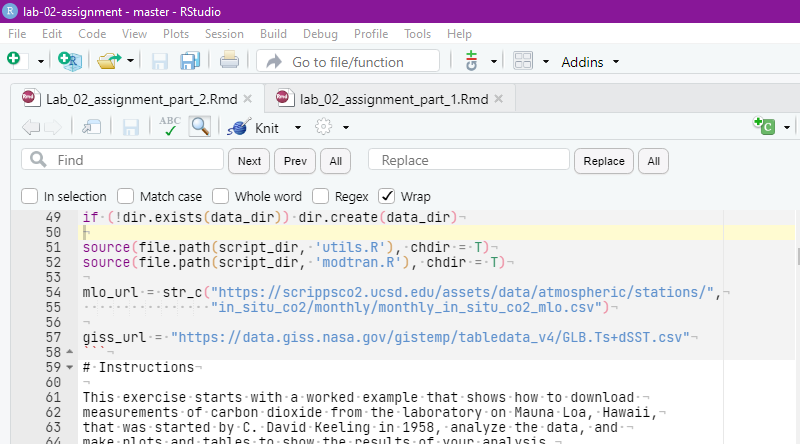 lab-02-assignment - master - RStudio
File Edit Code View Plots Session Build Debug Profile Tools Help
Go to file/function Addins
Lab_02_assignment_part_2.Rmd lab_02_assignment_part_1.Rmd
ABC Knit
Find Next Prev All Replace Replace All
In selection Match case Whole word Regex Wrap
49 if (!dir.exists(data_dir)) dir.create(data_dir)
50
51 source(file.path(script_dir, 'utils.R'), chdir = T)
52 source(file.path(script_dir, 'modtran.R'), chdir = T)
53
54 mlo_url = str_c("https://scrippsco2.ucsd.edu/assets/data/atmospheric/stations/",
55 "in_situ_co2/monthly/monthly_in_situ_co2_mlo.csv")
56
57 giss_url = "https://data.giss.nasa.gov/gistemp/tabledata_v4/GLB.Ts+dSST.csv"
58 ```
59 # Instructions
60
61 This exercise starts with a worked example that shows how to download
62 measurements of carbon dioxide from the laboratory on Mauna Loa, Hawaii,
63 that was started by C. David Keeling in 1958, analyze the data, and
64 make plots and tables to show the results of your analysis.